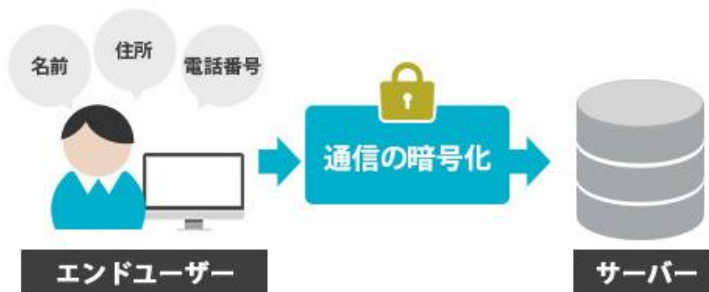 名前
住所
電話番号
通信の暗号化
エンドユーザー
サーバー